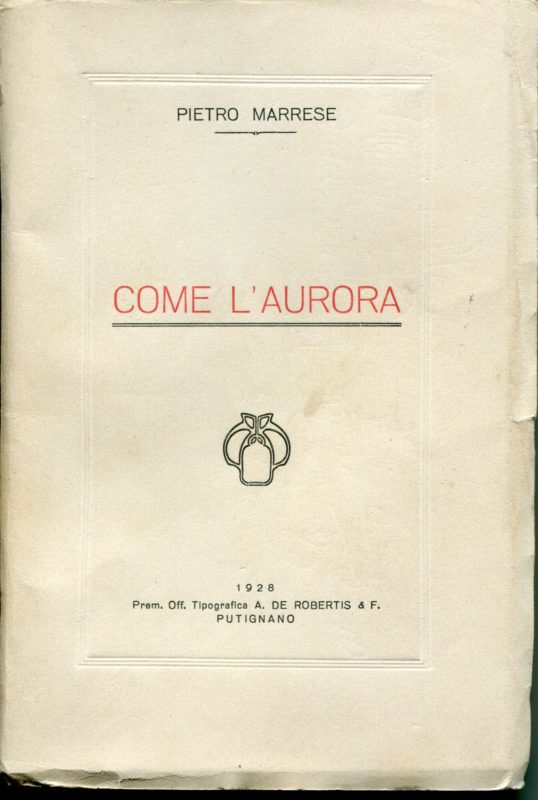 PIETRO MARRESE
COME L'AURORA
1928
Prem. Off. Tipografica A. DE ROBERTIS & F.
PUTIGNANO